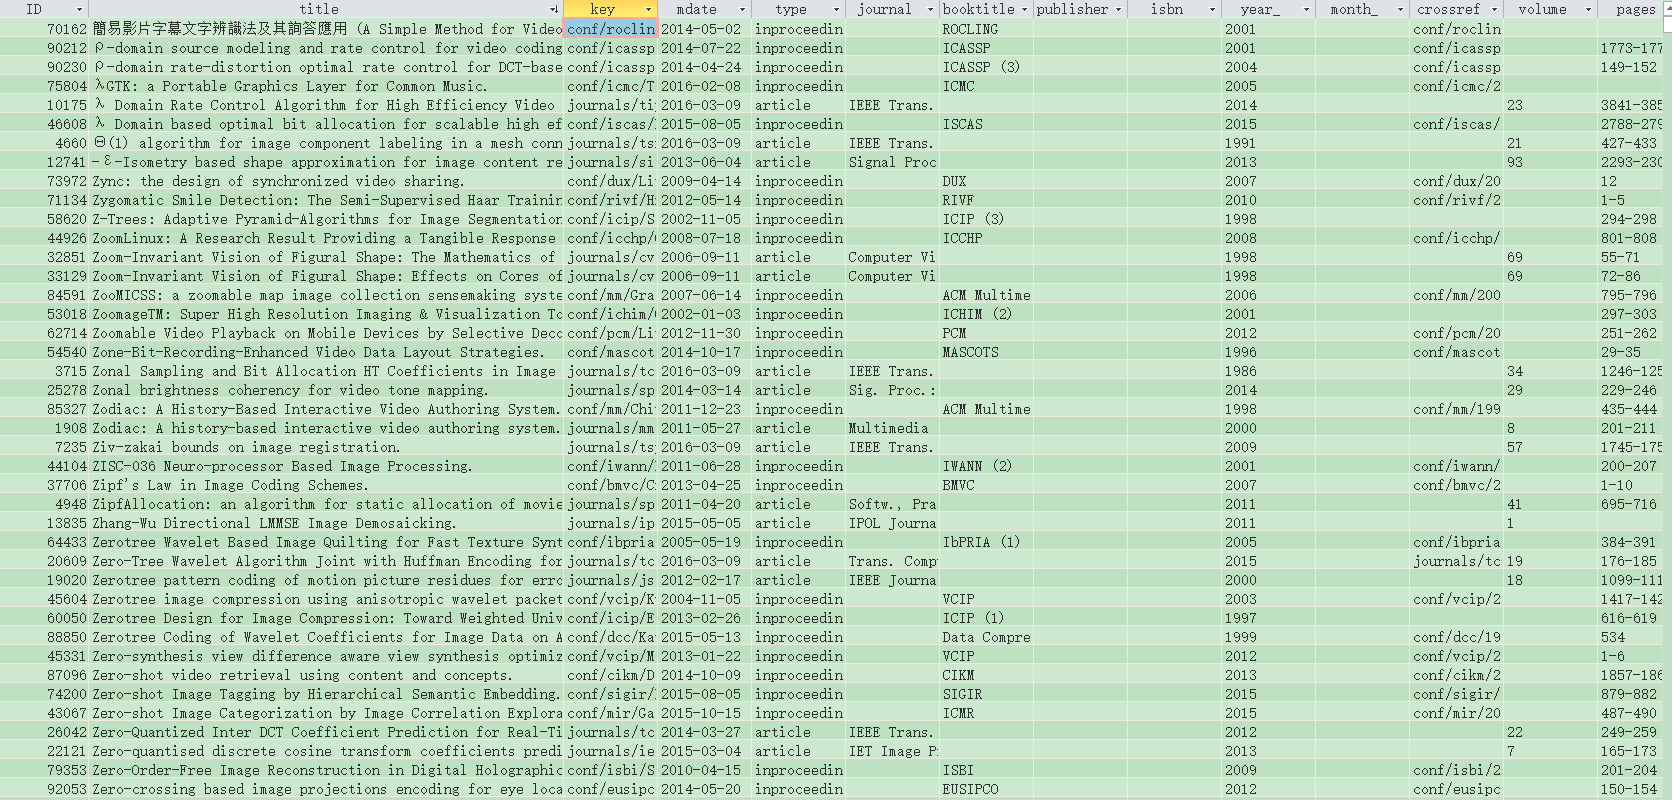 ID title key mdate type journal booktitle publisher isbn year_ month_ crossref volume pages
70162 簡易影片字幕文字辨識法及其詢答應用 (A Simple Method for Video conf/roclin 2014-05-02 inproceedin ROCLING 2001 conf/roclin
90212 ρ-domain source modeling and rate control for video coding conf/icassp 2014-07-22 inproceedin ICASSP 2001 conf/icassp 1773-177
90230 ρ-domain rate-distortion optimal rate control for DCT-base conf/icassp 2014-04-24 inproceedin ICASSP (3) 2004 conf/icassp 149-152
75804 λGTK: a Portable Graphics Layer for Common Music. conf/icmc/T 2016-02-08 inproceedin ICMC 2005 conf/icmc/2
10175 λ Domain Rate Control Algorithm for High Efficiency Video journals/ti 2016-03-09 article IEEE Trans. 2014 23 3841-385
46608 λ Domain based optimal bit allocation for scalable high ef conf/iscas/ 2015-08-05 inproceedin ISCAS 2015 conf/iscas/ 2788-279
4660 Θ(1) algorithm for image component labeling in a mesh conn journals/ts 2016-03-09 article IEEE Trans. 1991 21 427-433
12741 -ε-Isometry based shape approximation for image content re journals/si 2013-06-04 article Signal Proc 2013 93 2293-230
73972 Zync: the design of synchronized video sharing. conf/dux/Li 2009-04-14 inproceedin DUX 2007 conf/dux/20 12
71134 Zygomatic Smile Detection: The Semi-Supervised Haar Trainin conf/rivf/H 2012-05-14 inproceedin RIVF 2010 conf/rivf/2 1-5
58620 Z-Trees: Adaptive Pyramid-Algorithms for Image Segmentation conf/icip/S 2002-11-05 inproceedin ICIP (3) 1998 294-298
44926 ZoomLinux: A Research Result Providing a Tangible Response conf/icchp/ 2008-07-18 inproceedin ICCHP 2008 conf/icchp/ 801-808
32851 Zoom-Invariant Vision of Figural Shape: The Mathematics of journals/cv 2006-09-11 article Computer Vi 1998 69 55-71
33129 Zoom-Invariant Vision of Figural Shape: Effects on Cores of journals/cv 2006-09-11 article Computer Vi 1998 69 72-86
84591 ZooMICSS: a zoomable map image collection sensemaking syste conf/mm/Gra 2007-06-14 inproceedin ACM Multime 2006 conf/mm/200 795-796
53018 ZoomageTM: Super High Resolution Imaging & Visualization To conf/ichim/ 2002-01-03 inproceedin ICHIM (2) 2001 297-303
62714 Zoomable Video Playback on Mobile Devices by Selective Deco conf/pcm/Li 2012-11-30 inproceedin PCM 2012 conf/pcm/20 251-262
54540 Zone-Bit-Recording-Enhanced Video Data Layout Strategies. conf/mascot 2014-10-17 inproceedin MASCOTS 1996 conf/mascot 29-35
3715 Zonal Sampling and Bit Allocation HT Coefficients in Image journals/tc 2016-03-09 article IEEE Trans. 1986 34 1246-125
25278 Zonal brightness coherency for video tone mapping. journals/sp 2014-03-14 article Sig. Proc.: 2014 29 229-246
85327 Zodiac: A History-Based Interactive Video Authoring System. conf/mm/Chi 2011-12-23 inproceedin ACM Multime 1998 conf/mm/199 435-444
1908 Zodiac: A history-based interactive video authoring system. journals/mm 2011-05-27 article Multimedia 2000 8 201-211
7235 Ziv-zakai bounds on image registration. journals/ts 2016-03-09 article IEEE Trans. 2009 57 1745-175
44104 ZISC-036 Neuro-processor Based Image Processing. conf/iwann/ 2011-06-28 inproceedin IWANN (2) 2001 conf/iwann/ 200-207
37706 Zipf's Law in Image Coding Schemes. conf/bmvc/C 2013-04-25 inproceedin BMVC 2007 conf/bmvc/2 1-10
4948 ZipfAllocation: an algorithm for static allocation of movie journals/sp 2011-04-20 article Softw., Pra 2011 41 695-716
13835 Zhang-Wu Directional LMMSE Image Demosaicking. journals/ip 2015-05-05 article IPOL Journa 2011 1
64433 Zerotree Wavelet Based Image Quilting for Fast Texture Synt conf/ibpria 2005-05-19 inproceedin IbPRIA (1) 2005 conf/ibpria 384-391
20609 Zero-Tree Wavelet Algorithm Joint with Huffman Encoding for journals/tc 2016-03-09 article Trans. Comp 2015 journals/tc 19 176-185
19020 Zerotree pattern coding of motion picture residues for erro journals/js 2012-02-17 article IEEE Journa 2000 18 1099-111
45604 Zerotree image compression using anisotropic wavelet packet conf/vcip/K 2004-11-05 inproceedin VCIP 2003 conf/vcip/2 1417-142
60050 Zerotree Design for Image Compression: Toward Weighted Univ conf/icip/E 2013-02-26 inproceedin ICIP (1) 1997 616-619
88850 Zerotree Coding of Wavelet Coefficients for Image Data on A conf/dcc/Ka 2015-05-13 inproceedin Data Compre 1999 conf/dcc/19 534
45331 Zero-synthesis view difference aware view synthesis optimiz conf/vcip/M 2013-01-22 inproceedin VCIP 2012 conf/vcip/2 1-6
87096 Zero-shot video retrieval using content and concepts. conf/cikm/D 2014-10-09 inproceedin CIKM 2013 conf/cikm/2 1857-186
74200 Zero-shot Image Tagging by Hierarchical Semantic Embedding. conf/sigir/ 2015-08-05 inproceedin SIGIR 2015 conf/sigir/ 879-882
43067 Zero-shot Image Categorization by Image Correlation Explora conf/mir/Ga 2015-10-15 inproceedin ICMR 2015 conf/mir/20 487-490
26042 Zero-Quantized Inter DCT Coefficient Prediction for Real-Ti journals/tc 2014-03-27 article IEEE Trans. 2012 22 249-259
22121 Zero-quantised discrete cosine transform coefficients predi journals/ie 2015-03-04 article IET Image P 2013 7 165-173
79353 Zero-Order-Free Image Reconstruction in Digital Holographic conf/isbi/S 2010-04-15 inproceedin ISBI 2009 conf/isbi/2 201-204
92053 Zero-crossing based image projections encoding for eye loca conf/eusipc 2014-05-20 inproceedin EUSIPCO 2012 conf/eusipc 150-154